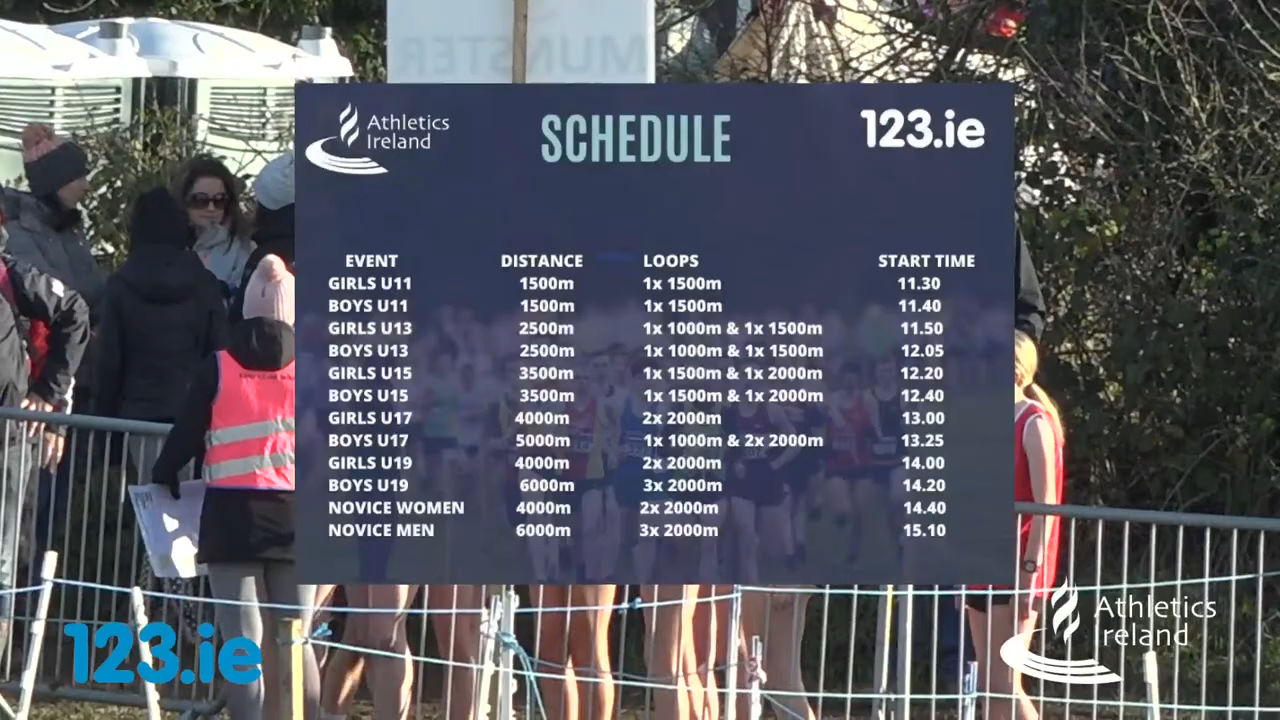 MUNSTER
Athletics
Ireland
SCHEDULE
123.ie
EVENT DISTANCE LOOPS START TIME
GIRLS U11 1500m 1x 1500m 11.30
BOYS U11 1500m 1x 1500m 11.40
GIRLS U13 2500m 1x 1000m & 1x 1500m 11.50
BOYS U13 2500m 1x 1000m & 1x 1500m 12.05
GIRLS U15 3500m 1x 1500m & 1x 2000m 12.20
BOYS U15 3500m 1x 1500m & 1x 2000m 12.40
GIRLS U17 4000m 2x 2000m 13.00
BOYS U17 5000m 1x 1000m & 2x 2000m 13.25
GIRLS U19 4000m 2x 2000m 14.00
BOYS U19 6000m 3x 2000m 14.20
NOVICE WOMEN 4000m 2x 2000m 14.40
NOVICE MEN 6000m 3x 2000m 15.10
123.ie
Athletics
Ireland